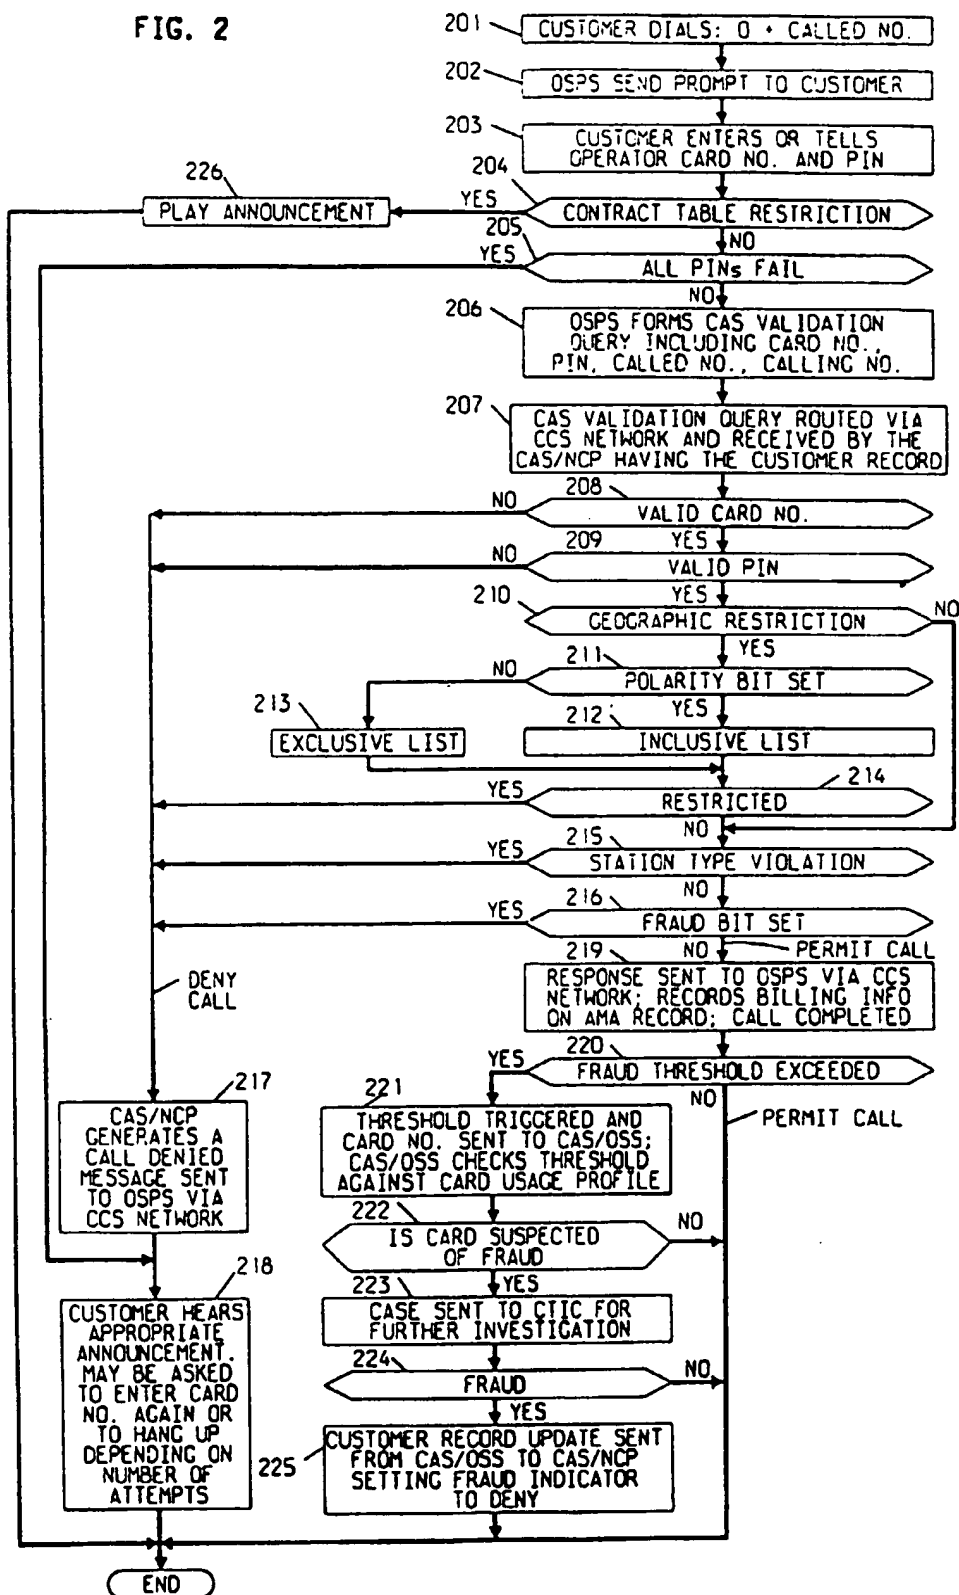 FIG. 2
201
CUSTOMER DIALS: 0 + CALLED NO.
202
OSPS SEND PROMPT TO CUSTOMER
203
CUSTOMER ENTERS OR TELLS
OPERATOR CARD NO. AND PIN
226
204
PLAY ANNOUNCEMENT
YES
CONTRACT TABLE RESTRICTION
205
NO
YES
ALL PINs FAIL
NO
206
OSPS FORMS CAS VALIDATION
QUERY INCLUDING CARD NO.,
PIN, CALLED NO., CALLING NO.
207
CAS VALIDATION QUERY ROUTED VIA
CCS NETWORK AND RECEIVED BY THE
CAS/NCP HAVING THE CUSTOMER RECORD
208
NO
VALID CARD NO.
209
YES
NO
VALID PIN
210
YES
GEOGRAPHIC RESTRICTION
NO
211
YES
NO
POLARITY BIT SET
213
212
YES
EXCLUSIVE LIST
INCLUSIVE LIST
214
YES
RESTRICTED
215
NO
YES
STATION TYPE VIOLATION
216
NO
YES
FRAUD BIT SET
219
NO
PERMIT CALL
RESPONSE SENT TO OSPS VIA CCS
NETWORK; RECORDS BILLING INFO
ON AMA RECORD; CALL COMPLETED
DENY
CALL
220
YES
FRAUD THRESHOLD EXCEEDED
NO
PERMIT CALL
217
CAS/NCP
GENERATES A
CALL DENIED
MESSAGE SENT
TO OSPS VIA
CCS NETWORK
221
THRESHOLD TRIGGERED AND
CARD NO. SENT TO CAS/OSS;
CAS/OSS CHECKS THRESHOLD
AGAINST CARD USAGE PROFILE
222
IS CARD SUSPECTED
OF FRAUD
NO
YES
218
CUSTOMER HEARS
APPROPRIATE
ANNOUNCEMENT.
MAY BE ASKED
TO ENTER CARD
NO. AGAIN OR
TO HANG UP
DEPENDING ON
NUMBER OF
ATTEMPTS
223
CASE SENT TO CTIC FOR
FURTHER INVESTIGATION
224
FRAUD
NO
YES
225
CUSTOMER RECORD UPDATE SENT
FROM CAS/OSS TO CAS/NCP
SETTING FRAUD INDICATOR
TO DENY
END